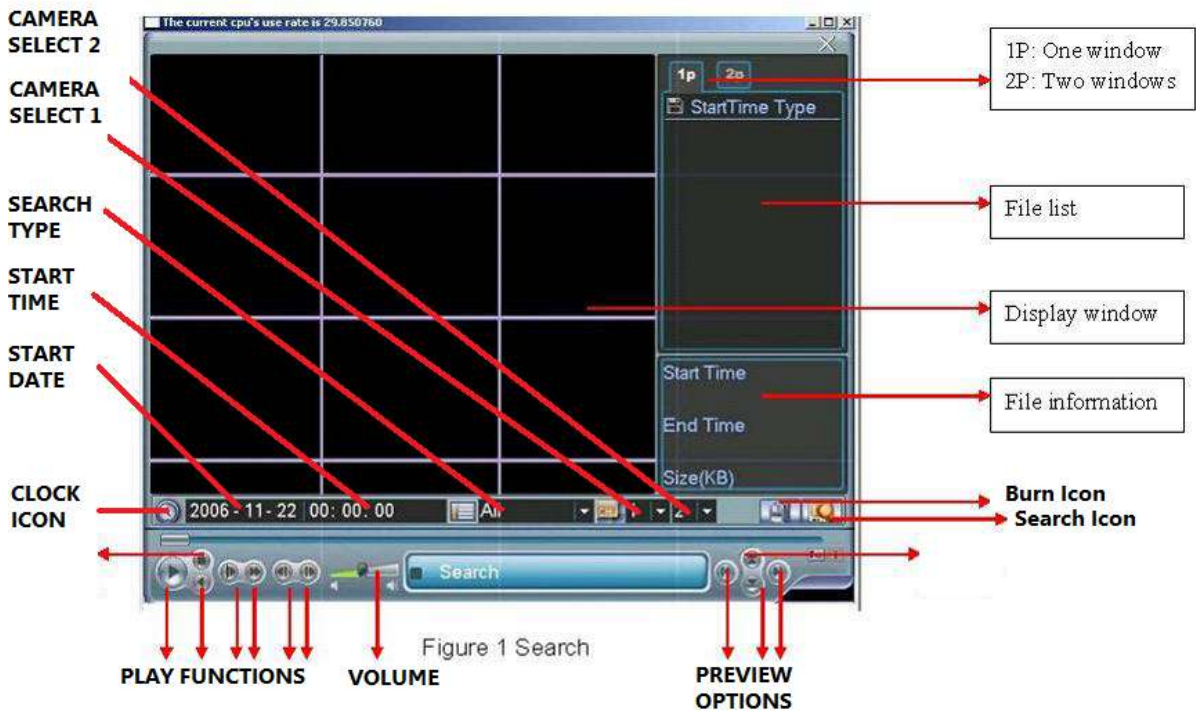 CAMERA
SELECT 2
The current cpu's use rate is 29.850760
CAMERA
SELECT 1
1p 2p
StartTime Type
1P: One window
2P: Two windows
SEARCH
TYPE
File list
START
TIME
Display window
START
DATE
Start Time
End Time
Size(KB)
File information
CLOCK
ICON
2006-11-22 00:00:00 All 1 2
Burn Icon
Search Icon
Search
Figure 1 Search
PLAY FUNCTIONS
VOLUME
PREVIEW
OPTIONS